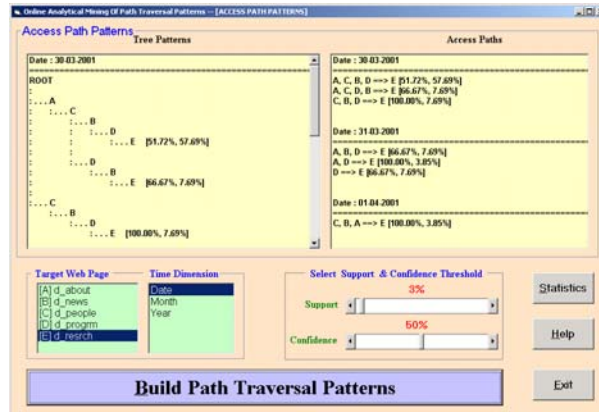 Online Analytical Mining Of Path Traversal Patterns -- [ACCESS PATH PATTERNS]
Access Path Patterns
Tree Patterns
Date : 30-03-2001
ROOT
:
:. . . A
: :. . . C
: :. . . B
: : :. . . D
: : :. . . E [51.72%, 57.69%]
: :
: :. . . D
: :. . . B
: :. . . E [66.67%, 7.69%]
:
:. . . C
:. . . B
:. . . D
:. . . E [100.00%, 7.69%]
Access Paths
Date : 30-03-2001
A, C, B, D ==> E [51.72%, 57.69%]
A, C, D, B ==> E [66.67%, 7.69%]
C, B, D ==> E [100.00%, 7.69%]
Date : 31-03-2001
A, B, D ==> E [66.67%, 7.69%]
A, D ==> E [100.00%, 3.85%]
D ==> E [66.67%, 7.69%]
Date : 01-04-2001
C, B, A ==> E [100.00%, 3.85%]
Target Web Page
[A] d_about
[B] d_news
[C] d_people
[D] d_progrm
[E] d_resrch
Time Dimension
Date
Month
Year
Select Support & Confidence Threshold
3%
Support
50%
Confidence
Statistics
Help
Exit
Build Path Traversal Patterns